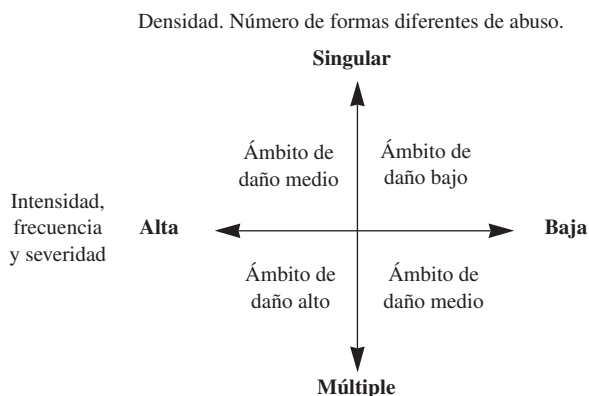 Densidad. Número de formas diferentes de abuso.
Singular
Ámbito de
daño medio
Ámbito de
daño bajo
Intensidad,
frecuencia
y severidad
Alta
Baja
Ámbito de
daño alto
Ámbito de
daño medio
Múltiple